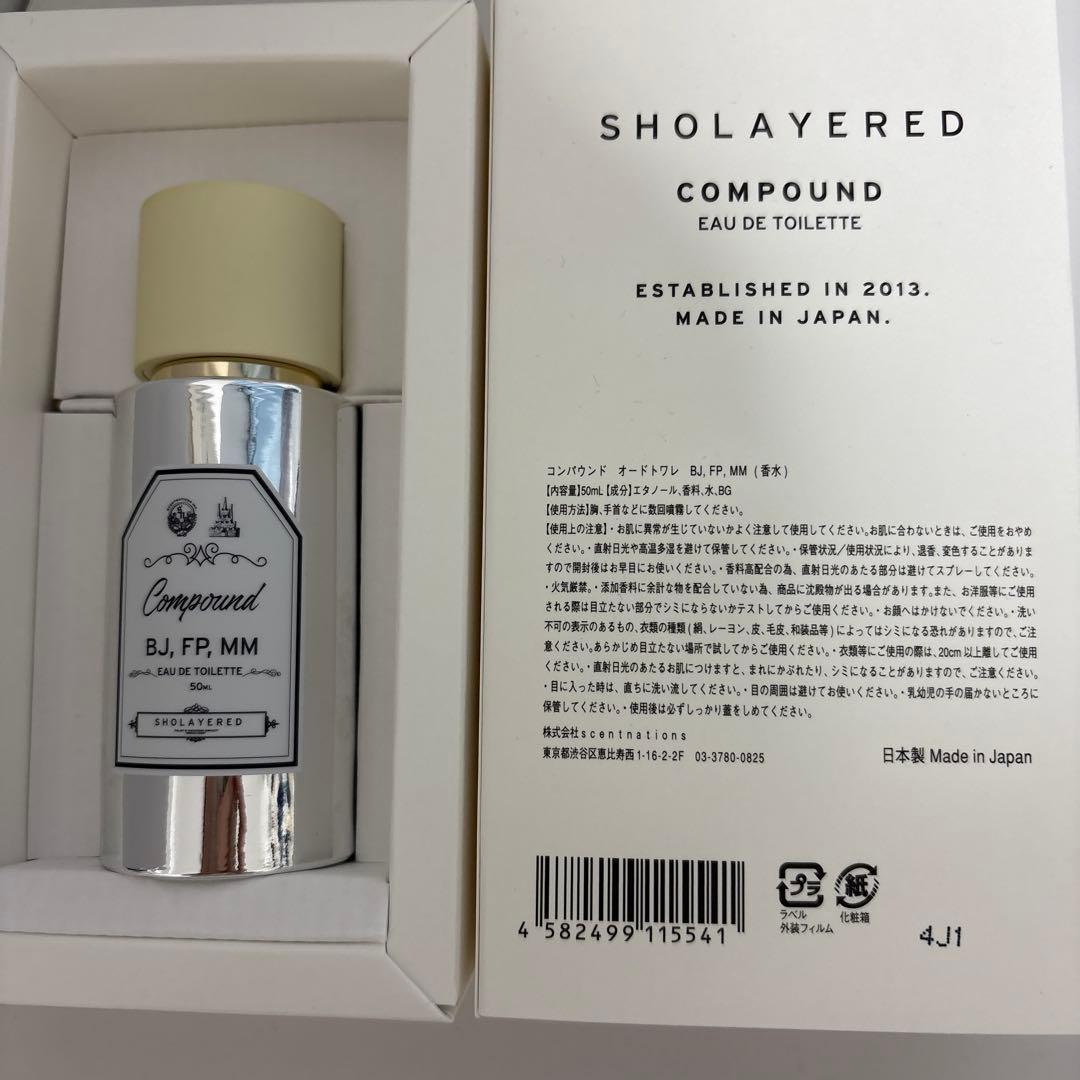 Compound
BJ, FP, MM
EAU DE TOILETTE
50ML
SHOLAYERED
SHOLAYERED
COMPOUND
EAU DE TOILETTE
ESTABLISHED IN 2013.
MADE IN JAPAN.
コンパウンド オードトワレ BJ, FP, MM (香水)
【内容量】50mL【成分】エタノール、香料、水、BG
【使用方法】胸、手首などに数回噴霧してください。
【使用上の注意】・お肌に異常が生じていないかよく注意して使用してください。お肌に合わないときは、ご使用をおやめ
ください。・直射日光や高温多湿を避けて保管してください。・保管状況／使用状況により、退香、変色することがありま
すので開封後はお早目にお使いください。・香料高配合の為、直射日光のあたる部分は避けてスプレーしてください。
・火気厳禁。・添加香料に余計な物を配合していない為、商品に沈殿物が出る場合があります。また、お洋服等にご使用
される際は目立たない部分でシミにならないかテストしてからご使用ください。・お顔へはかけないでください。・洗い
不可の表示のあるもの、衣類の種類(絹、レーヨン、皮、毛皮、和装品等)によってはシミになる恐れがありますので、ご注
意ください。あらかじめ目立たない場所で試してからご使用ください。・衣類等にご使用の際は、20cm以上離してご使用
ください。・直射日光のあたるお肌につけますと、まれにかぶれたり、シミになることがありますので、ご注意ください。
・目に入った時は、直ちに洗い流してください。・目の周囲は避けてお使いください。・乳幼児の手の届かないところに
保管してください。・使用後は必ずしっかり蓋をしめてください。
株式会社scentnations
東京都渋谷区恵比寿西1-16-2-2F 03-3780-0825
日本製 Made in Japan
4 582499 115541
プラ
ラベル
外装フィルム
紙
化粧箱
4J1